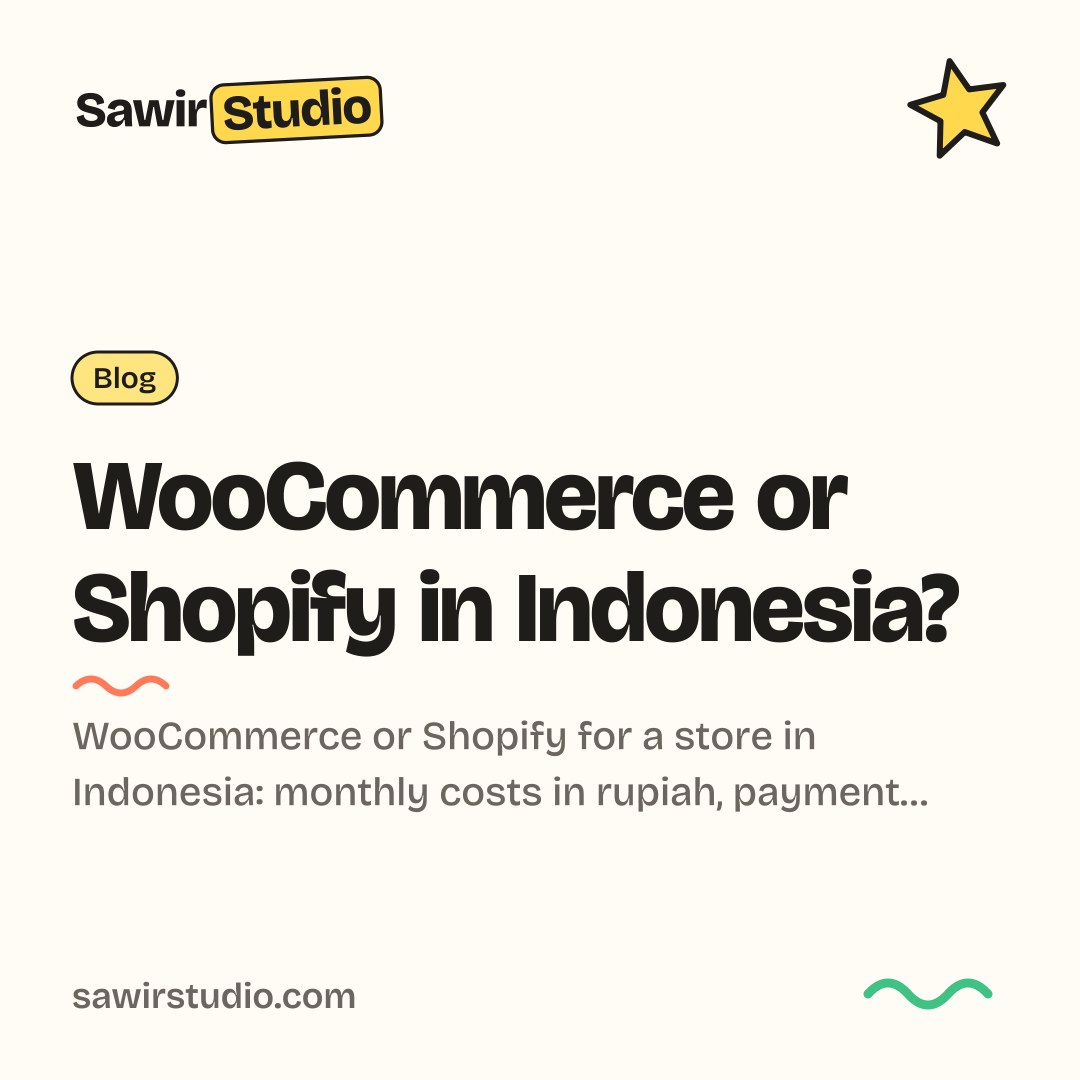 Sawir Studio
Blog
WooCommerce or
Shopify in Indonesia?
WooCommerce or Shopify for a store in
Indonesia: monthly costs in rupiah, payment...
sawirstudio.com